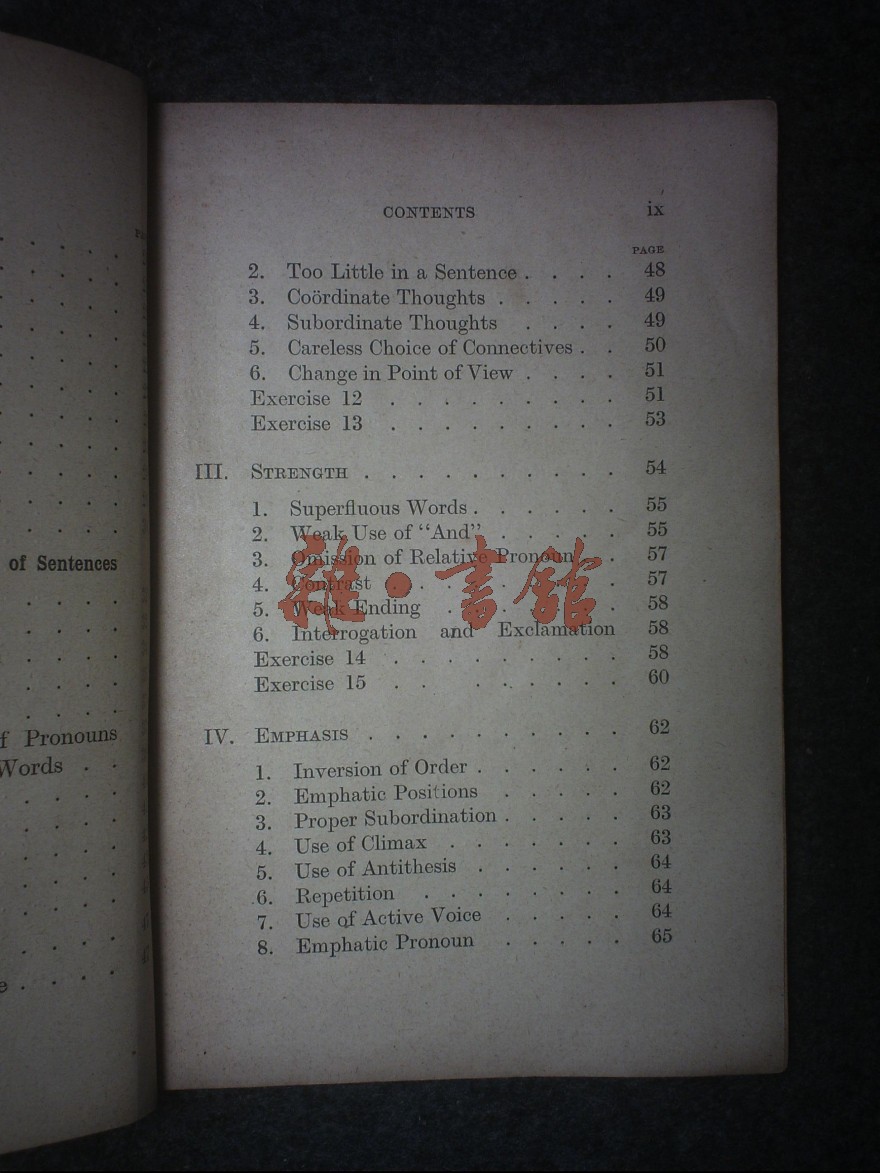 of Sentences
f Pronouns
Words . .
CONTENTS ix
PAGE
2. Too Little in a Sentence . . . . 48
3. Coördinate Thoughts . . . . . 49
4. Subordinate Thoughts . . . . 49
5. Careless Choice of Connectives . . 50
6. Change in Point of View . . . . 51
Exercise 12 . . . . . . . . . 51
Exercise 13 . . . . . . . . . 53
III. STRENGTH . . . . . . . . . . 54
1. Superfluous Words . . . . . . 55
2. Weak Use of “And” . . . . . 55
3. Omission of Relative Pronoun . . 57
4. Contrast . . . . . . . . 57
5. Weak Ending . . . . . . . 58
6. Interrogation and Exclamation 58
Exercise 14 . . . . . . . . . 58
Exercise 15 . . . . . . . . . 60
IV. EMPHASIS . . . . . . . . . . 62
1. Inversion of Order . . . . . . 62
2. Emphatic Positions . . . . . 62
3. Proper Subordination . . . . . 63
4. Use of Climax . . . . . . . 63
5. Use of Antithesis . . . . . . 64
6. Repetition . . . . . . . . 64
7. Use of Active Voice . . . . . 64
8. Emphatic Pronoun . . . . . 65
雜·書館